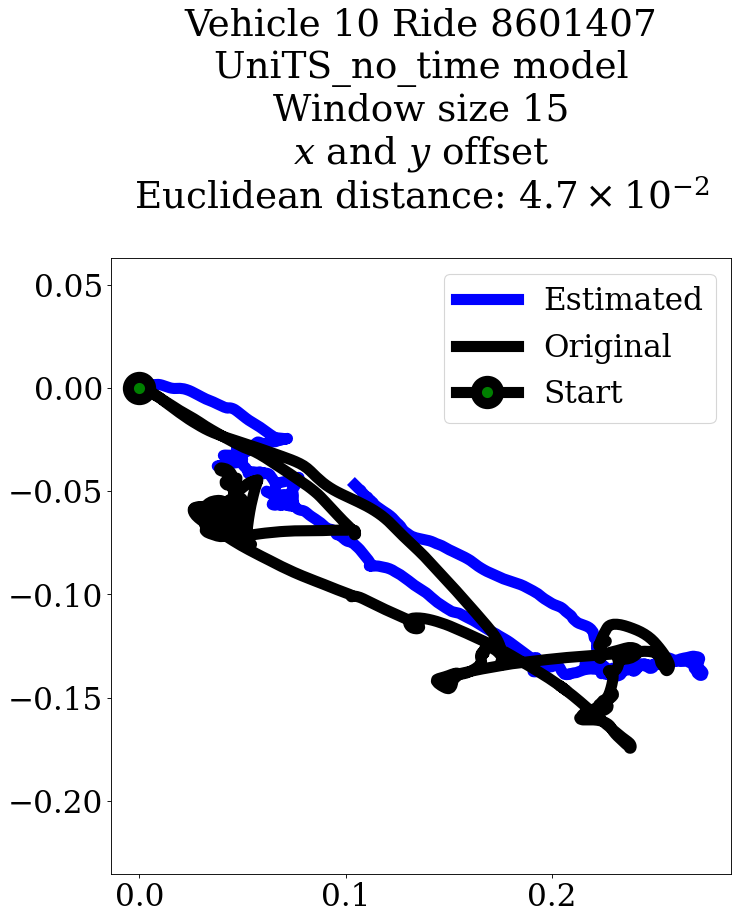 Vehicle 10 Ride 8601407
UniTS_no_time model
Window size 15
x and y offset
Euclidean distance: 4.7 × 10⁻²
Estimated
Original
Start
0.05
0.00
−0.05
−0.10
−0.15
−0.20
0.0 0.1 0.2